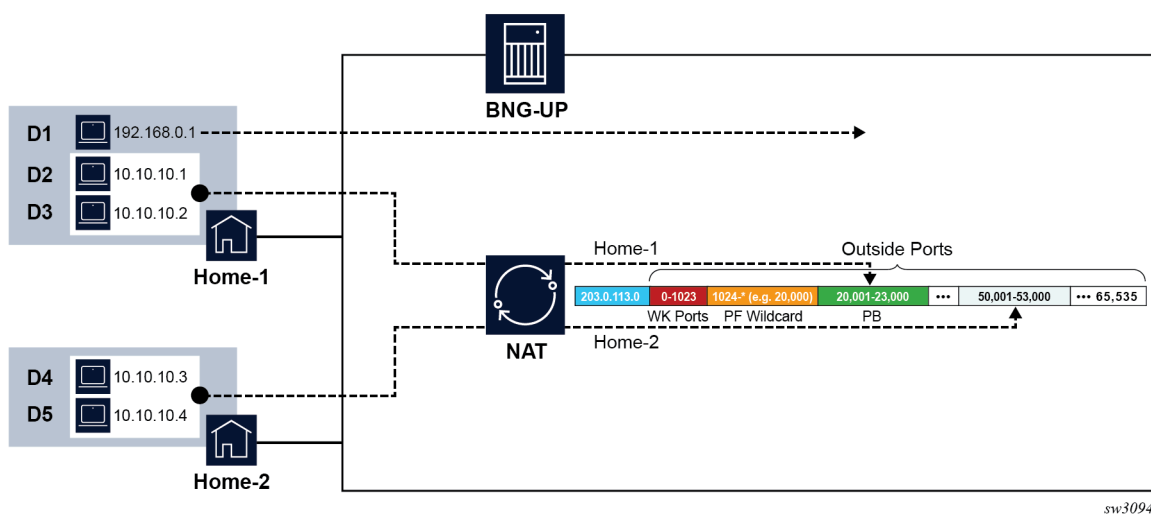 BNG-UP
D1 192.168.0.1
D2 10.10.10.1
D3 10.10.10.2
Home-1
Home-1
Outside Ports
203.0.113.0 0-1023 1024-* (e.g. 20,000) 20,001-23,000 ••• 50,001-53,000 ••• 65,535
WK Ports PF Wildcard PB
NAT
Home-2
D4 10.10.10.3
D5 10.10.10.4
Home-2
sw3094